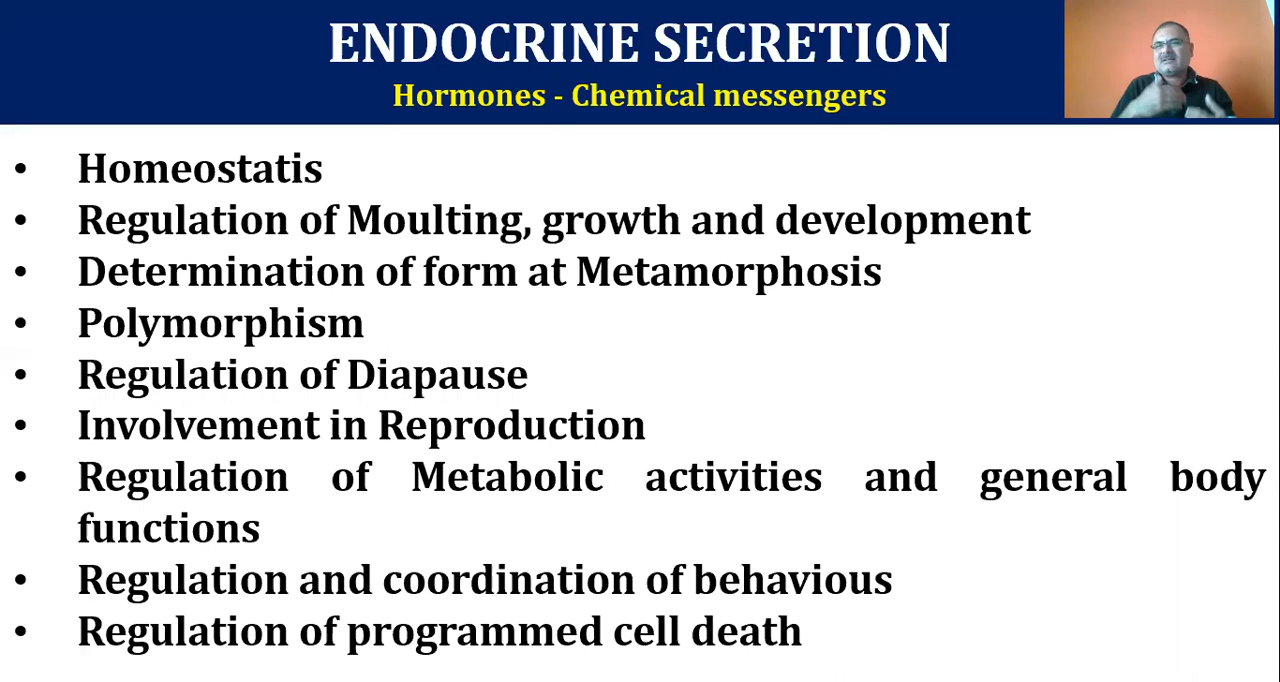 ENDOCRINE SECRETION
Hormones - Chemical messengers
• Homeostatis
• Regulation of Moulting, growth and development
• Determination of form at Metamorphosis
• Polymorphism
• Regulation of Diapause
• Involvement in Reproduction
• Regulation of Metabolic activities and general body
functions
• Regulation and coordination of behavious
• Regulation of programmed cell death